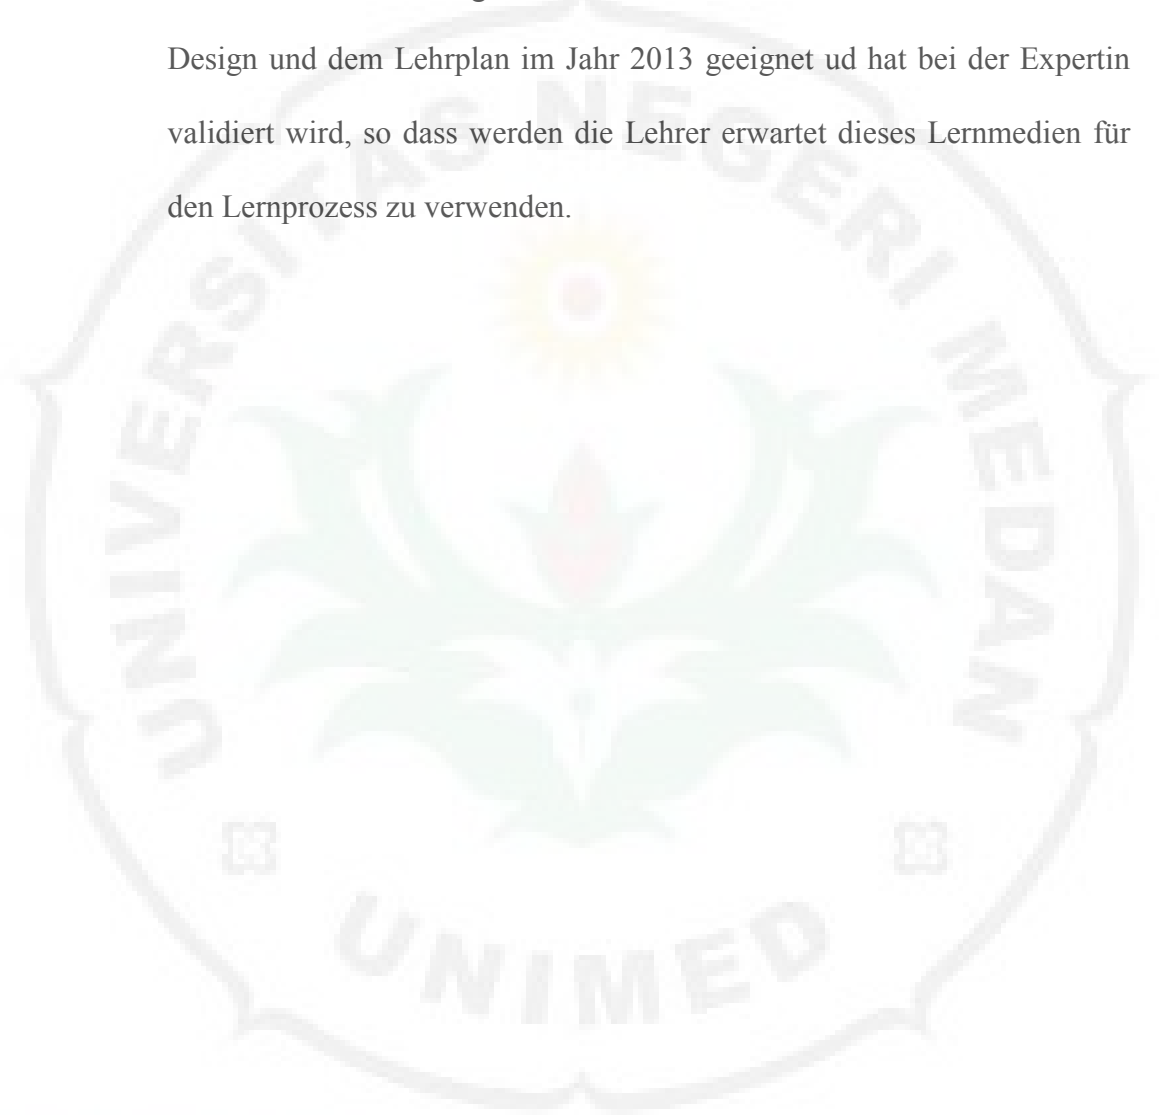 Design und dem Lehrplan im Jahr 2013 geeignet ud hat bei der Expertin
validiert wird, so dass werden die Lehrer erwartet dieses Lernmedien für
den Lernprozess zu verwenden.
UNIVERSITAS NEGERI MEDAN
UNIMED